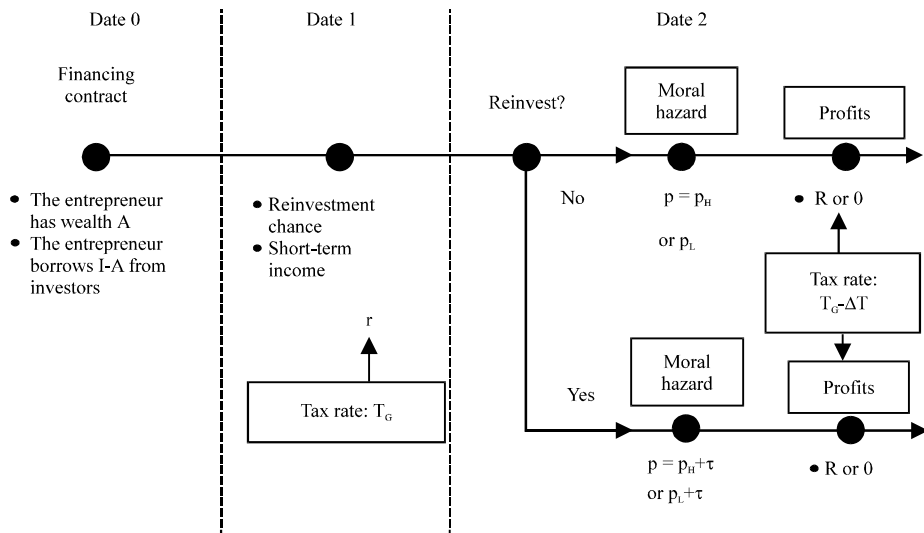 Date 0
Date 1
Date 2
Financing
contract
Reinvest?
Moral
hazard
Profits
• The entrepreneur
has wealth A
• The entrepreneur
borrows I-A from
investors
• Reinvestment
chance
• Short-term
income
No
p = p_H
or p_L
• R or 0
Tax rate:
T_G-ΔT
r
Tax rate: T_G
Yes
Moral
hazard
Profits
p = p_H+τ
or p_L+τ
• R or 0